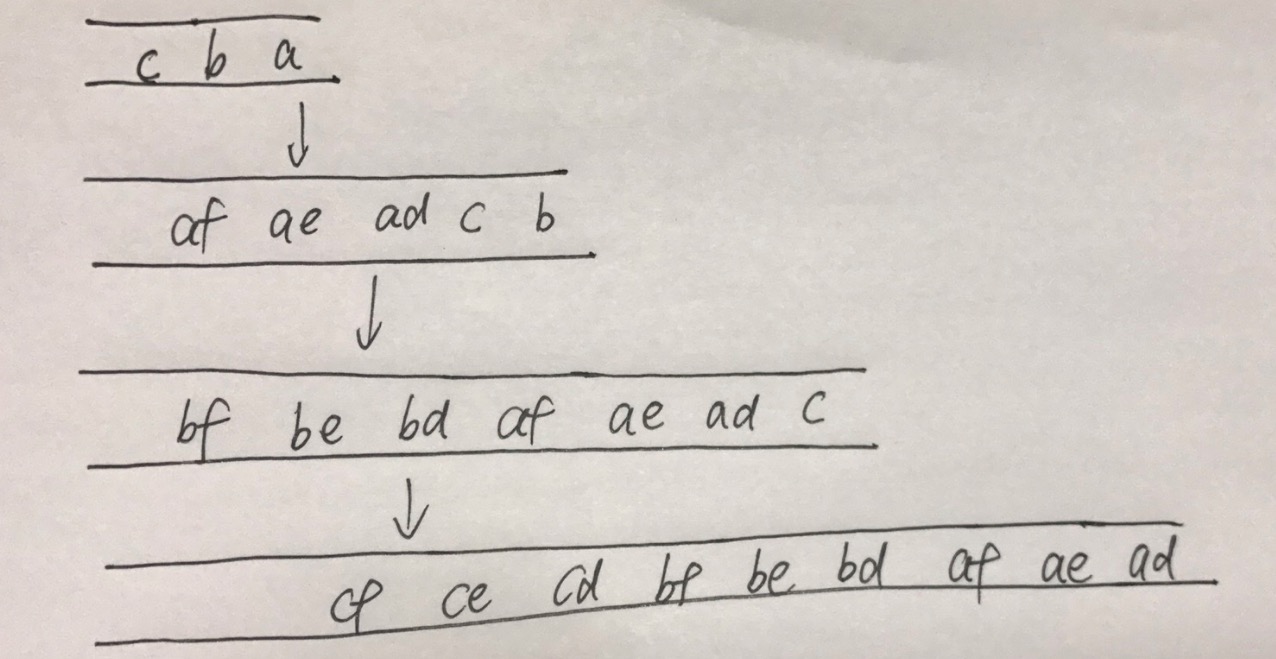 c b a
af ae ad c b
bf be bd af ae ad c
cf ce cd bf be bd af ae ad